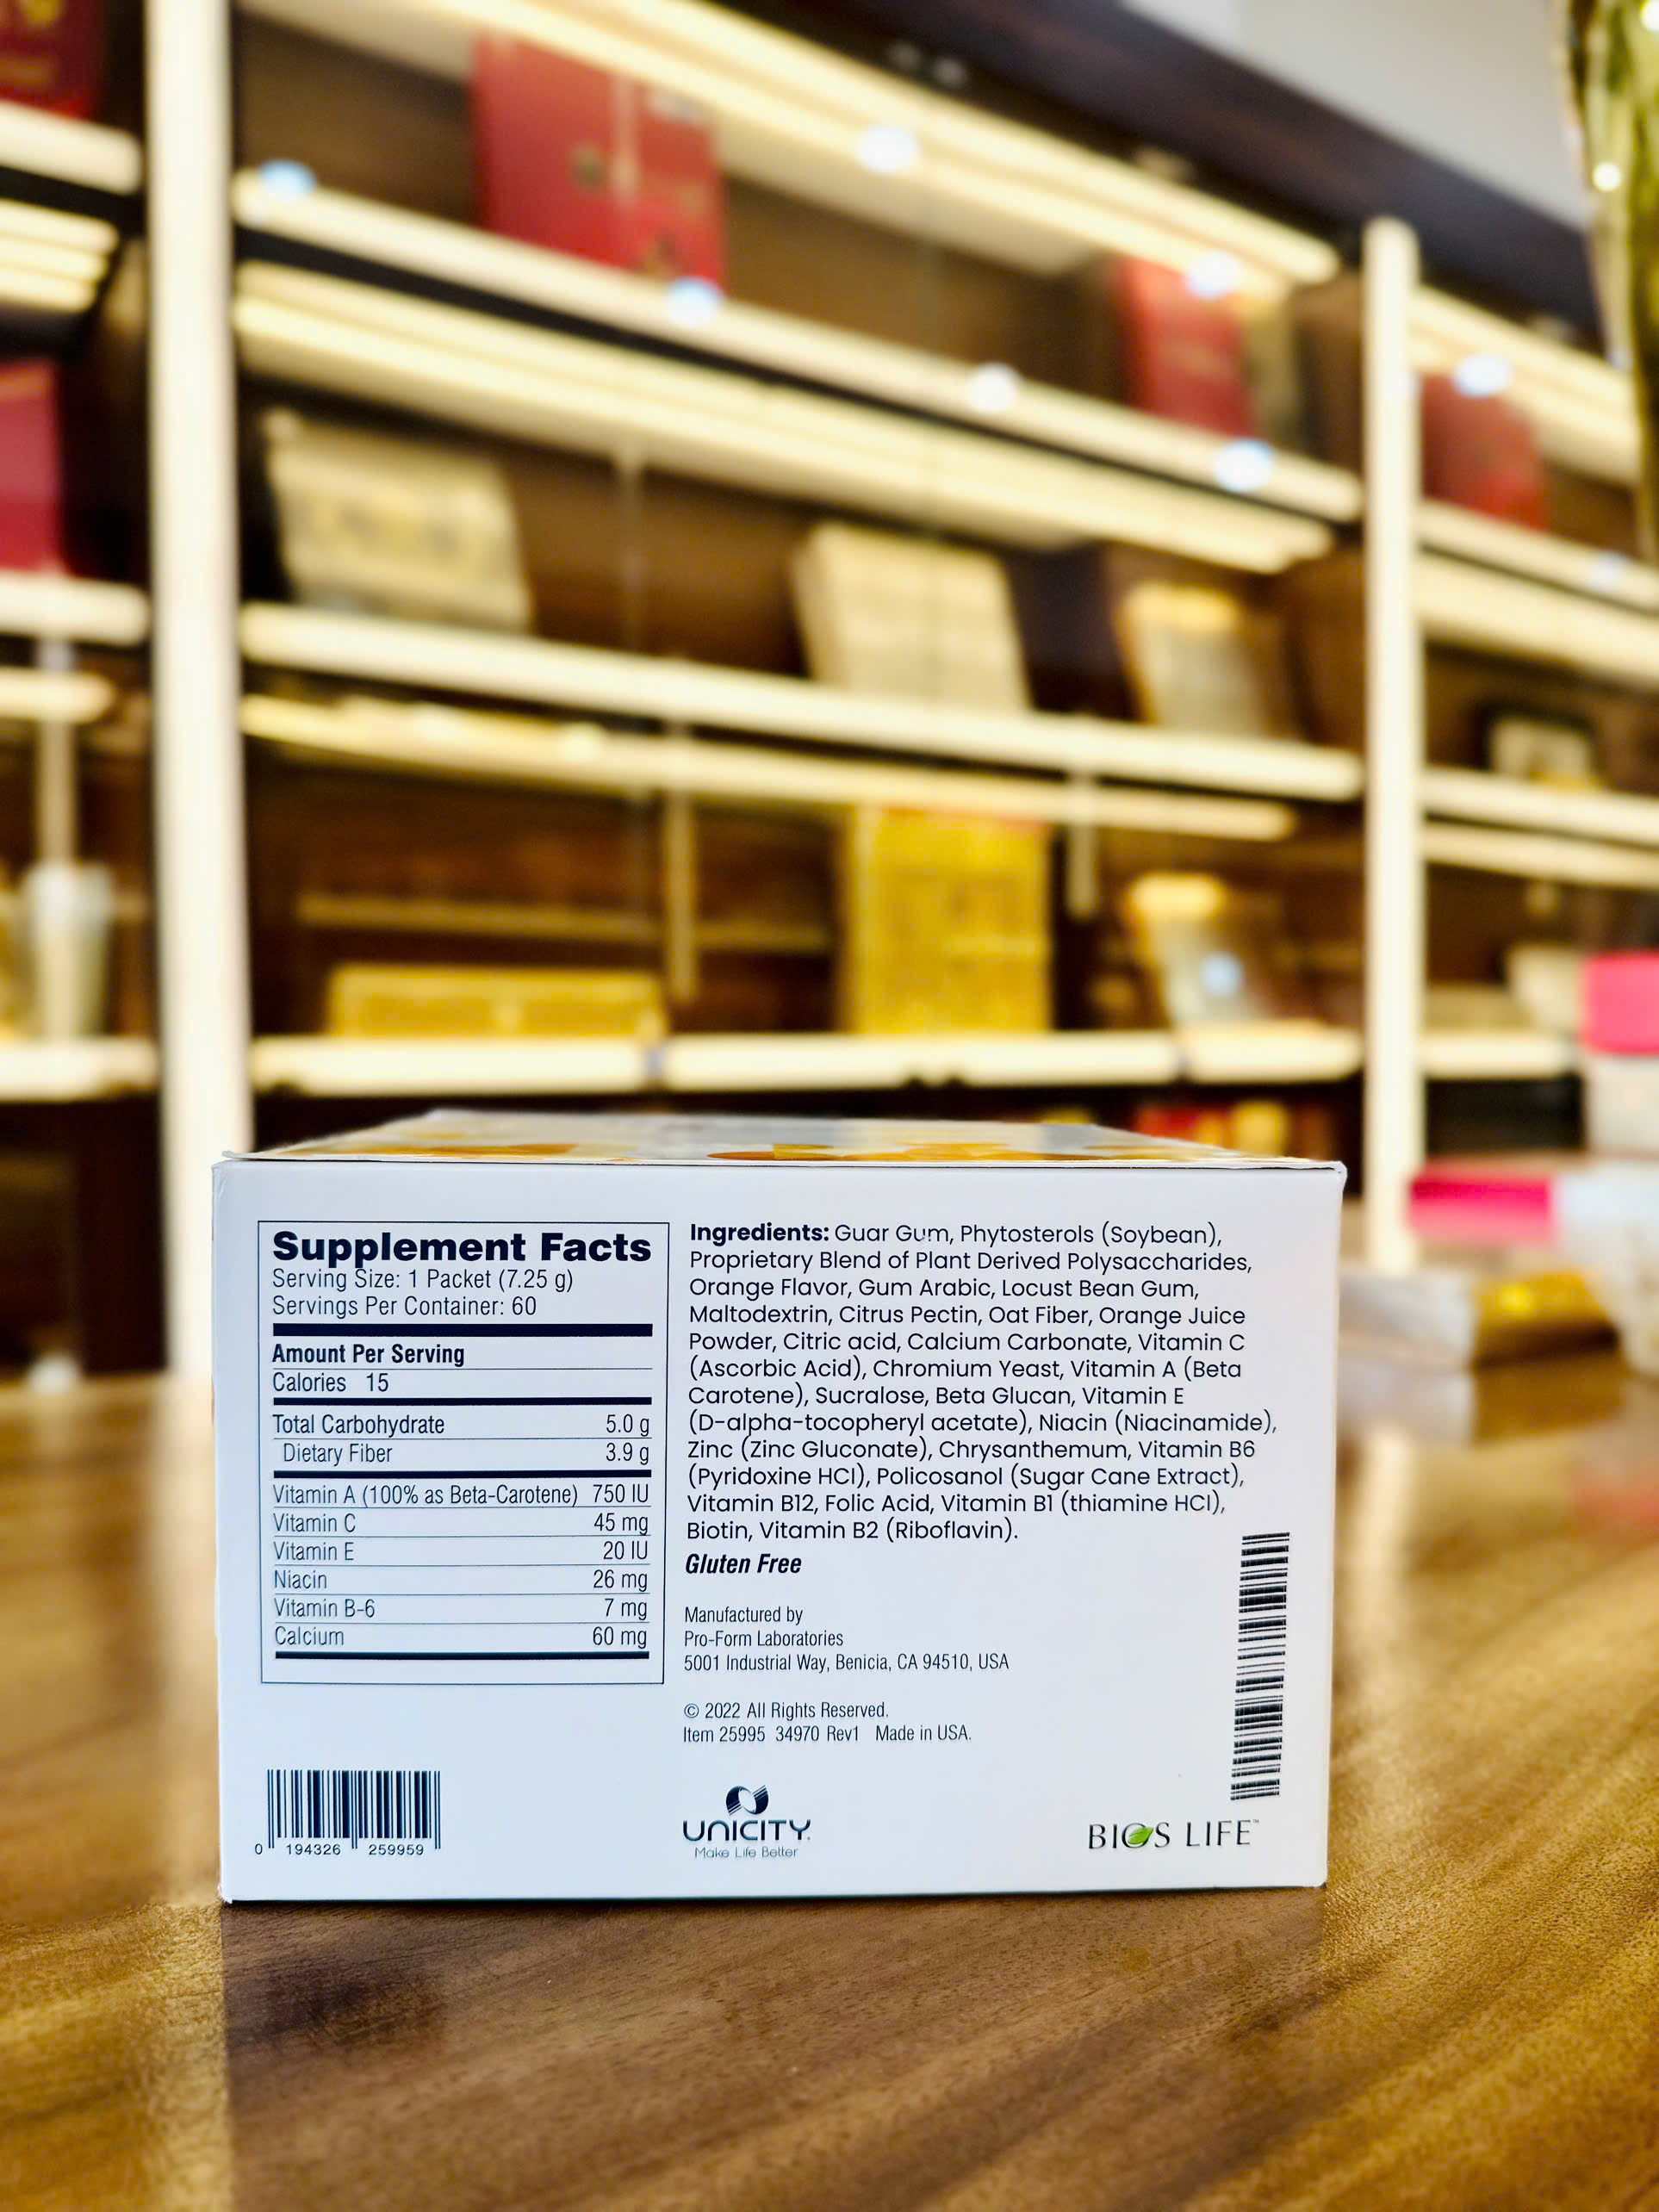 Supplement Facts
Serving Size: 1 Packet (7.25 g)
Servings Per Container: 60
Amount Per Serving
Calories 15
Total Carbohydrate 5.0 g
Dietary Fiber 3.9 g
Vitamin A (100% as Beta-Carotene) 750 IU
Vitamin C 45 mg
Vitamin E 20 IU
Niacin 26 mg
Vitamin B-6 7 mg
Calcium 60 mg
Ingredients: Guar Gum, Phytosterols (Soybean),
Proprietary Blend of Plant Derived Polysaccharides,
Orange Flavor, Gum Arabic, Locust Bean Gum,
Maltodextrin, Citrus Pectin, Oat Fiber, Orange Juice
Powder, Citric acid, Calcium Carbonate, Vitamin C
(Ascorbic Acid), Chromium Yeast, Vitamin A (Beta
Carotene), Sucralose, Beta Glucan, Vitamin E
(D-alpha-tocopheryl acetate), Niacin (Niacinamide),
Zinc (Zinc Gluconate), Chrysanthemum, Vitamin B6
(Pyridoxine HCl), Policosanol (Sugar Cane Extract),
Vitamin B12, Folic Acid, Vitamin B1 (thiamine HCl),
Biotin, Vitamin B2 (Riboflavin).
Gluten Free
Manufactured by
Pro-Form Laboratories
5001 Industrial Way, Benicia, CA 94510, USA
© 2022 All Rights Reserved.
Item 25995 34970 Rev1 Made in USA.
0 194326 259959
UNICITY.
Make Life Better
BIOS LIFE™